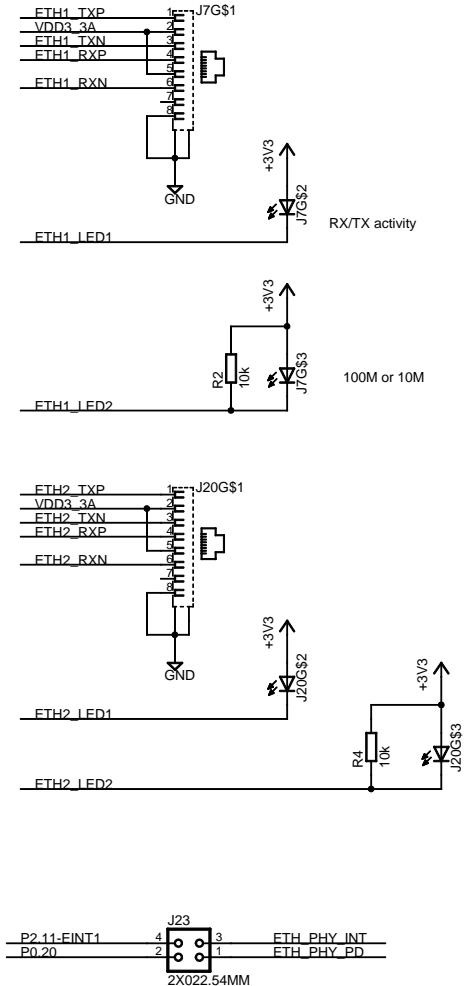 ETH1_TXP 1 J7G$1
VDD3_3A 2
ETH1_TXN 3
ETH1_RXP 4
5
ETH1_RXN 6
7
8
GND
+3V3
J7G$2
RX/TX activity
ETH1_LED1
+3V3
R2
10k
J7G$3
100M or 10M
ETH1_LED2
ETH2_TXP 1 J20G$1
VDD3_3A 2
ETH2_TXN 3
ETH2_RXP 4
5
ETH2_RXN 6
7
8
GND
+3V3
J20G$2
ETH2_LED1
+3V3
R4
10k
J20G$3
ETH2_LED2
J23
P2.11-EINT1 4 3 ETH_PHY_INT
P0.20 2 1 ETH_PHY_PD
2X022.54MM